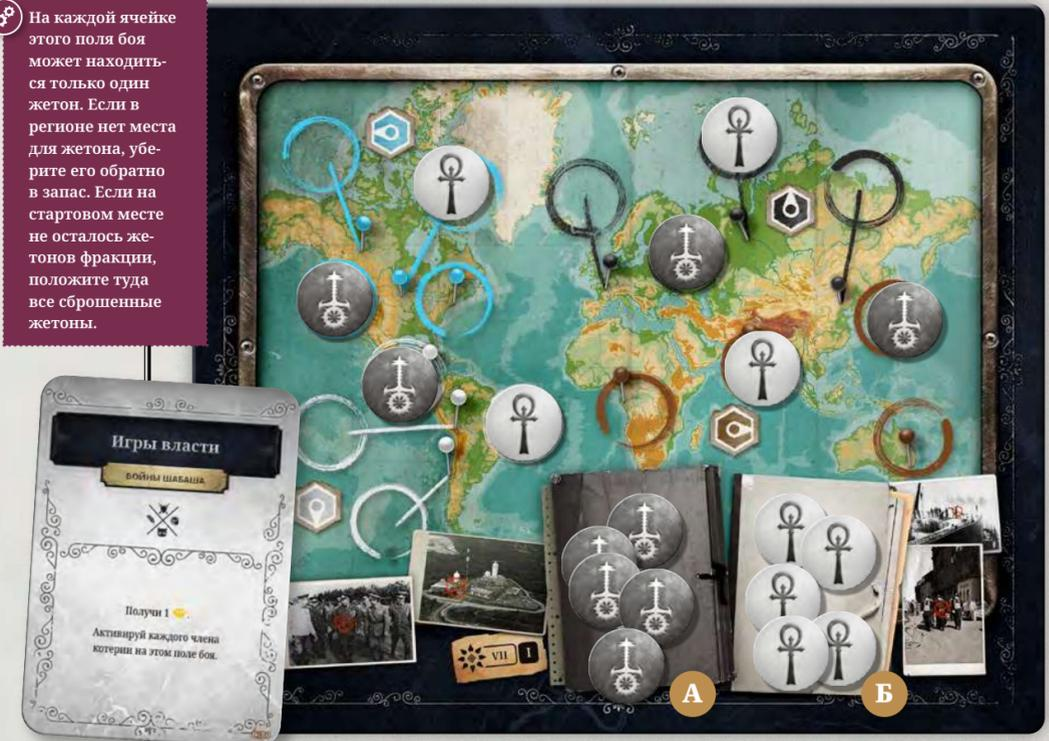 На каждой ячейке
этого поля боя
может находить-
ся только один
жетон. Если в
регионе нет места
для жетона, убе-
рите его обратно
в запас. Если на
стартовом месте
не осталось же-
тонов фракции,
положите туда
все сброшенные
жетоны.
Игры власти
ВОЙНЫ ШАБАША
Получи 1
Активируй каждого члена
котерии на этом поле боя.
VII I
А
Б